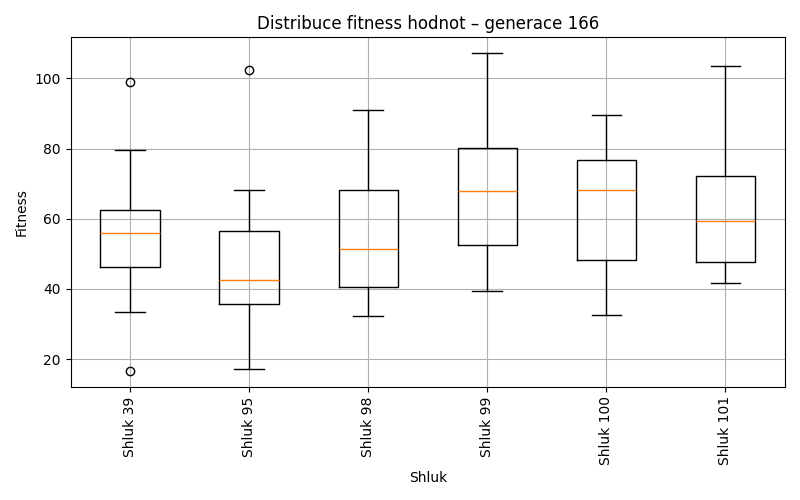 Distribuce fitness hodnot – generace 166
Fitness
100
80
60
40
20
Shluk 39
Shluk 95
Shluk 98
Shluk 99
Shluk 100
Shluk 101
Shluk